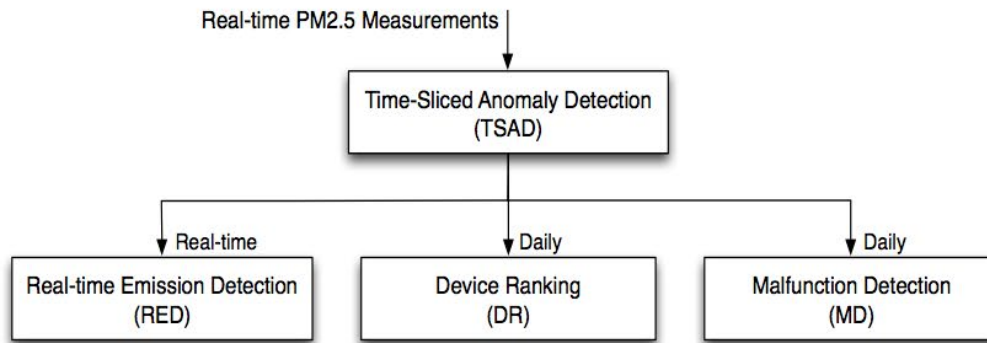 Real-time PM2.5 Measurements
Time-Sliced Anomaly Detection
(TSAD)
Real-time
Daily
Daily
Real-time Emission Detection
(RED)
Device Ranking
(DR)
Malfunction Detection
(MD)